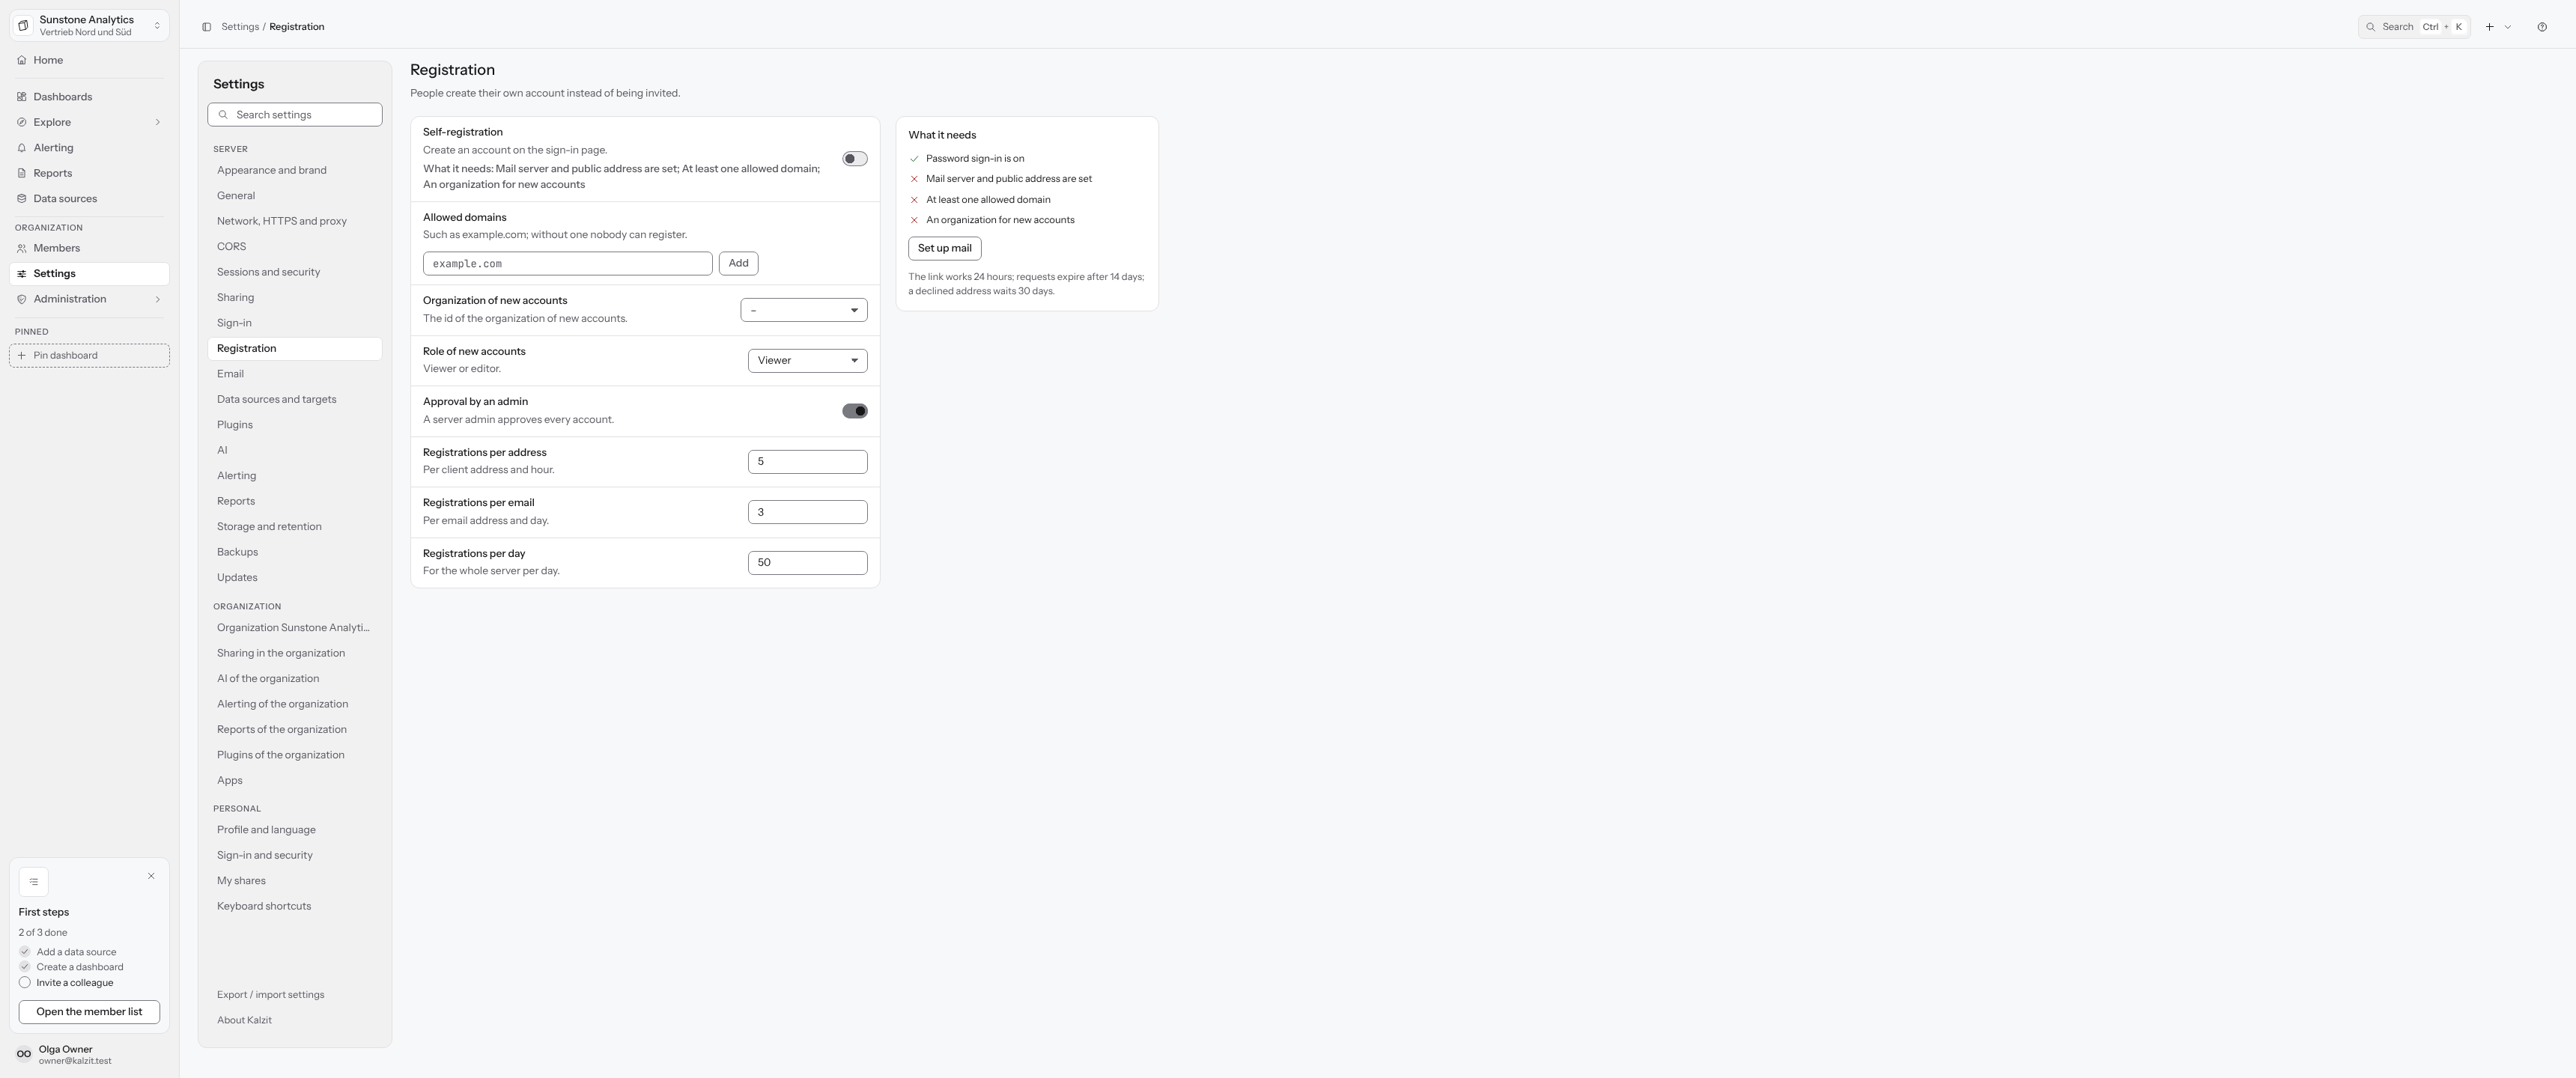 Sunstone Analytics
Vertrieb Nord und Süd
Home
Dashboards
Explore
Alerting
Reports
Data sources
ORGANIZATION
Members
Settings
Administration
PINNED
Pin dashboard
First steps
2 of 3 done
Add a data source
Create a dashboard
Invite a colleague
Open the member list
OO
Olga Owner
owner@kalzit.test
Settings / Registration
Search Ctrl + K
Settings
Search settings
SERVER
Appearance and brand
General
Network, HTTPS and proxy
CORS
Sessions and security
Sharing
Sign-in
Registration
Email
Data sources and targets
Plugins
AI
Alerting
Reports
Storage and retention
Backups
Updates
ORGANIZATION
Organization Sunstone Analyti...
Sharing in the organization
AI of the organization
Alerting of the organization
Reports of the organization
Plugins of the organization
Apps
PERSONAL
Profile and language
Sign-in and security
My shares
Keyboard shortcuts
Export / import settings
About Kalzit
Registration
People create their own account instead of being invited.
Self-registration
Create an account on the sign-in page.
What it needs: Mail server and public address are set; At least one allowed domain;
An organization for new accounts
Allowed domains
Such as example.com; without one nobody can register.
example.com
Add
Organization of new accounts
The id of the organization of new accounts.
–
Role of new accounts
Viewer or editor.
Viewer
Approval by an admin
A server admin approves every account.
Registrations per address
Per client address and hour.
5
Registrations per email
Per email address and day.
3
Registrations per day
For the whole server per day.
50
What it needs
Password sign-in is on
Mail server and public address are set
At least one allowed domain
An organization for new accounts
Set up mail
The link works 24 hours; requests expire after 14 days;
a declined address waits 30 days.